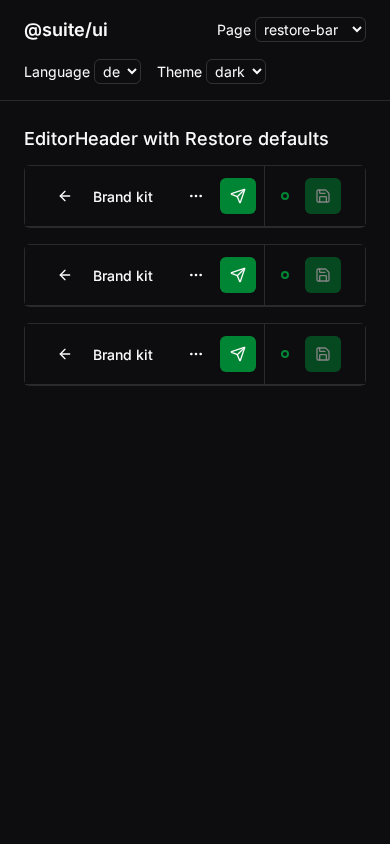 @suite/ui
Page restore-bar
Language de Theme dark
EditorHeader with Restore defaults
Brand kit
Brand kit
Brand kit